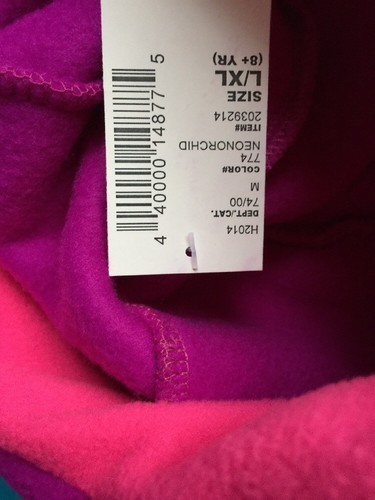 H2014
DEPT./CAT.
74/00
M
COLOR#
774
NEONORCHID
ITEM#
2039214
SIZE
L/XL
(8+ YR)
4 40000 14877 5